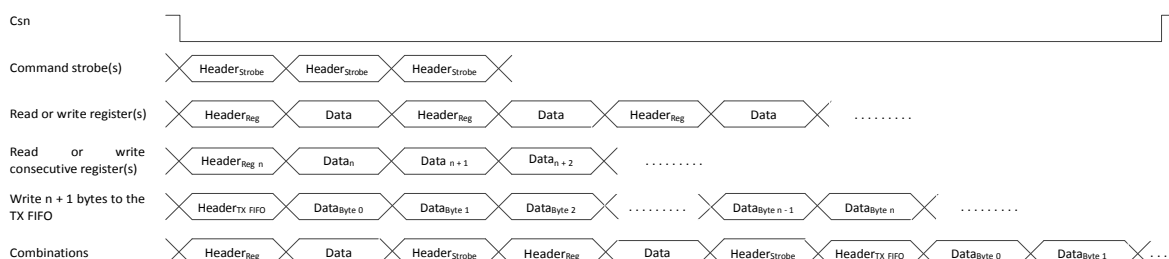 Csn
Command strobe(s) HeaderStrobe HeaderStrobe HeaderStrobe
Read or write register(s) HeaderReg Data HeaderReg Data HeaderReg Data .........
Read or write
consecutive register(s) HeaderReg n Datan Data n + 1 Datan + 2 .........
Write n + 1 bytes to the
TX FIFO HeaderTX FIFO DataByte 0 DataByte 1 DataByte 2 ......... DataByte n - 1 DataByte n .........
Combinations HeaderReg Data HeaderStrobe HeaderReg Data HeaderStrobe HeaderTX FIFO DataByte 0 DataByte 1 ...